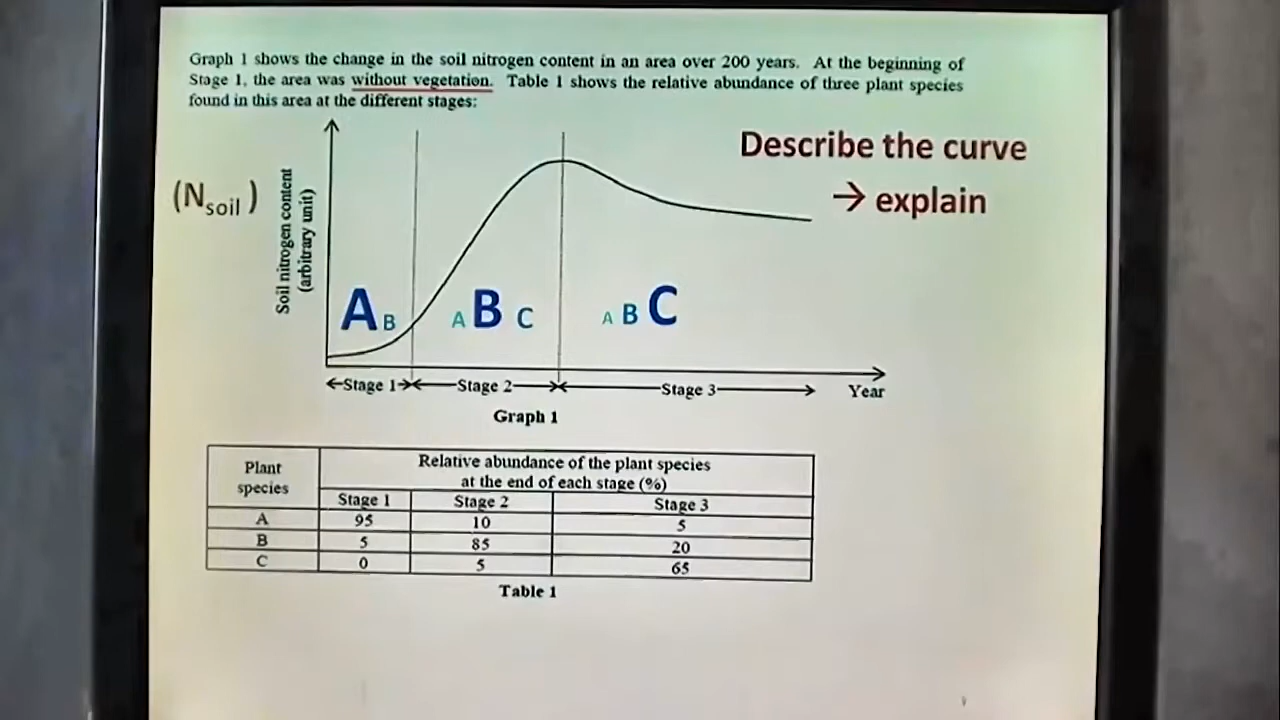 Graph 1 shows the change in the soil nitrogen content in an area over 200 years. At the beginning of
Stage 1, the area was without vegetation. Table 1 shows the relative abundance of three plant species
found in this area at the different stages:
Describe the curve
→ explain
(Nsoil)
Soil nitrogen content
(arbitrary unit)
A B
A B C
A B C
Stage 1
Stage 2
Stage 3
Year
Graph 1
Plant
species
Relative abundance of the plant species
at the end of each stage (%)
Stage 1 Stage 2 Stage 3
A 95 10 5
B 5 85 20
C 0 5 65
Table 1